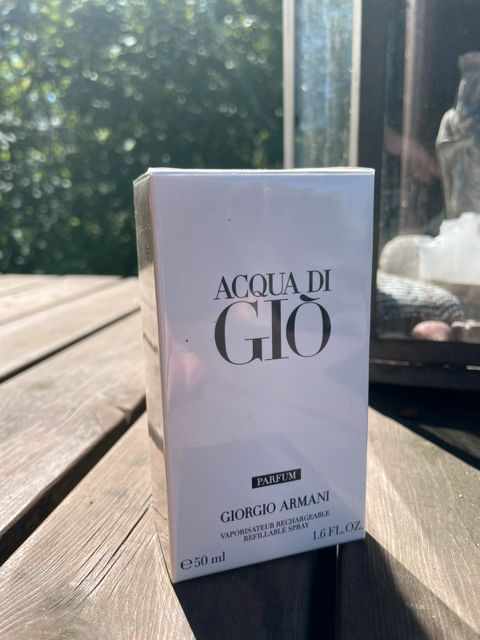 ACQUA DI
GIÒ
PARFUM
GIORGIO ARMANI
VAPORISATEUR RECHARGEABLE
REFILLABLE SPRAY
℮50 ml
1.6 FL.OZ.